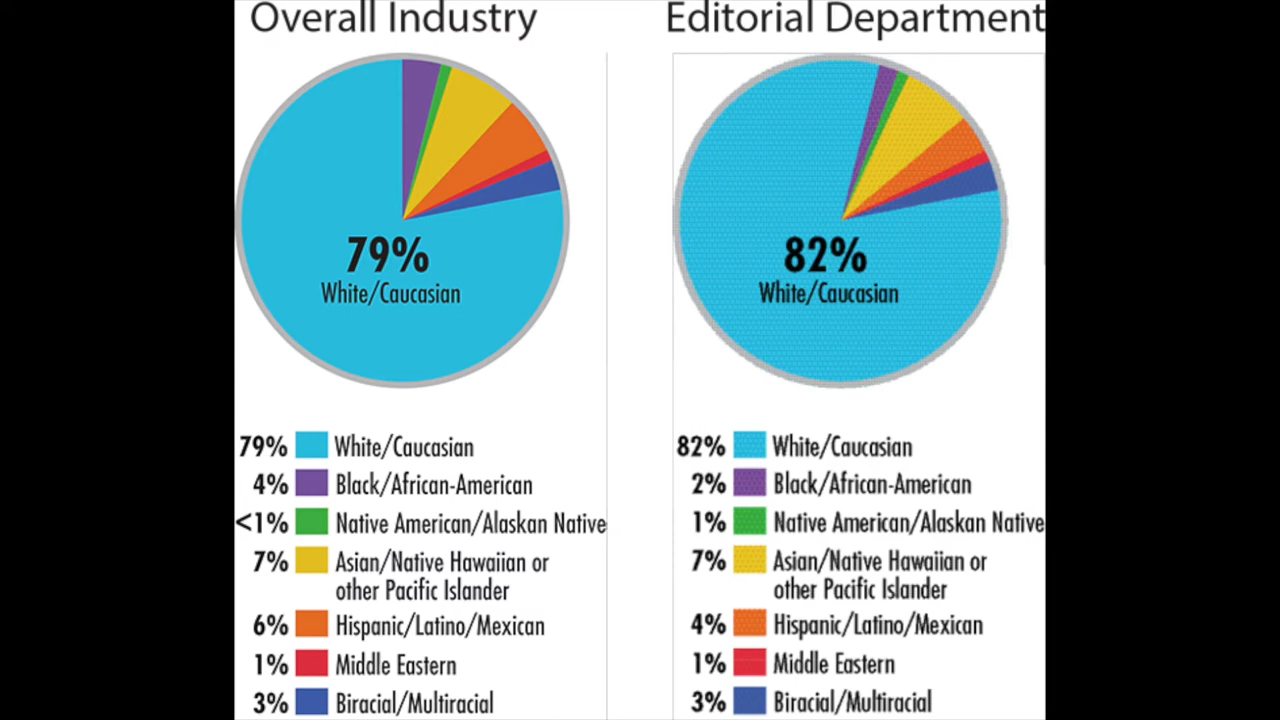 Overall Industry
79%
White/Caucasian
79% White/Caucasian
4% Black/African-American
<1% Native American/Alaskan Native
7% Asian/Native Hawaiian or
other Pacific Islander
6% Hispanic/Latino/Mexican
1% Middle Eastern
3% Biracial/Multiracial
Editorial Department
82%
White/Caucasian
82% White/Caucasian
2% Black/African-American
1% Native American/Alaskan Native
7% Asian/Native Hawaiian or
other Pacific Islander
4% Hispanic/Latino/Mexican
1% Middle Eastern
3% Biracial/Multiracial